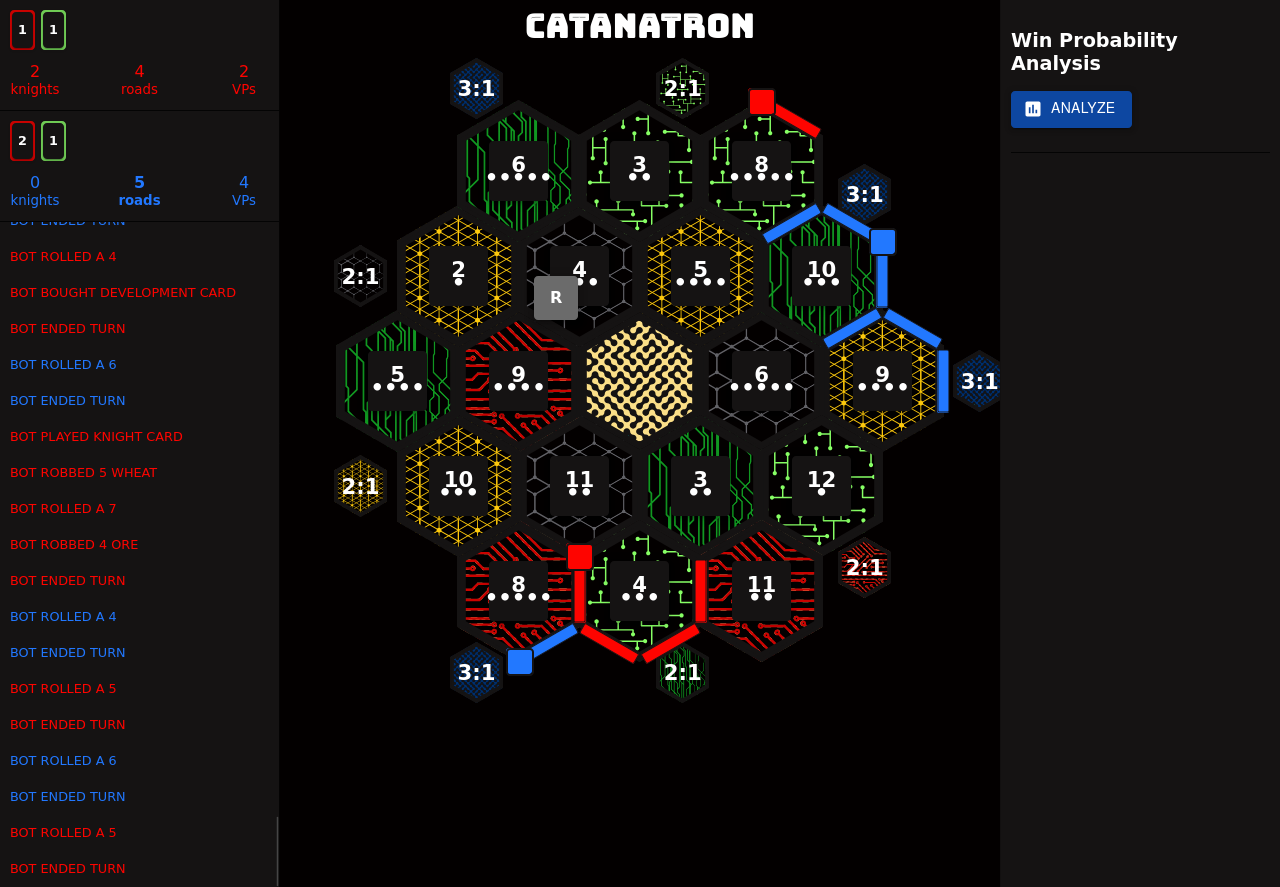 1 1
2 4 2
knights roads VPs
2 1
0 5 4
knights roads VPs
BOT ENDED TURN
BOT ROLLED A 4
BOT BOUGHT DEVELOPMENT CARD
BOT ENDED TURN
BOT ROLLED A 6
BOT ENDED TURN
BOT PLAYED KNIGHT CARD
BOT ROBBED 5 WHEAT
BOT ROLLED A 7
BOT ROBBED 4 ORE
BOT ENDED TURN
BOT ROLLED A 4
BOT ENDED TURN
BOT ROLLED A 5
BOT ENDED TURN
BOT ROLLED A 6
BOT ENDED TURN
BOT ROLLED A 5
BOT ENDED TURN
CATANATRON
3:1 2:1
6 3 8
3:1
2:1 2 4 5 10
R
5 9 6 9 3:1
2:1 10 11 3 12
8 4 11 2:1
3:1 2:1
Win Probability
Analysis
ANALYZE